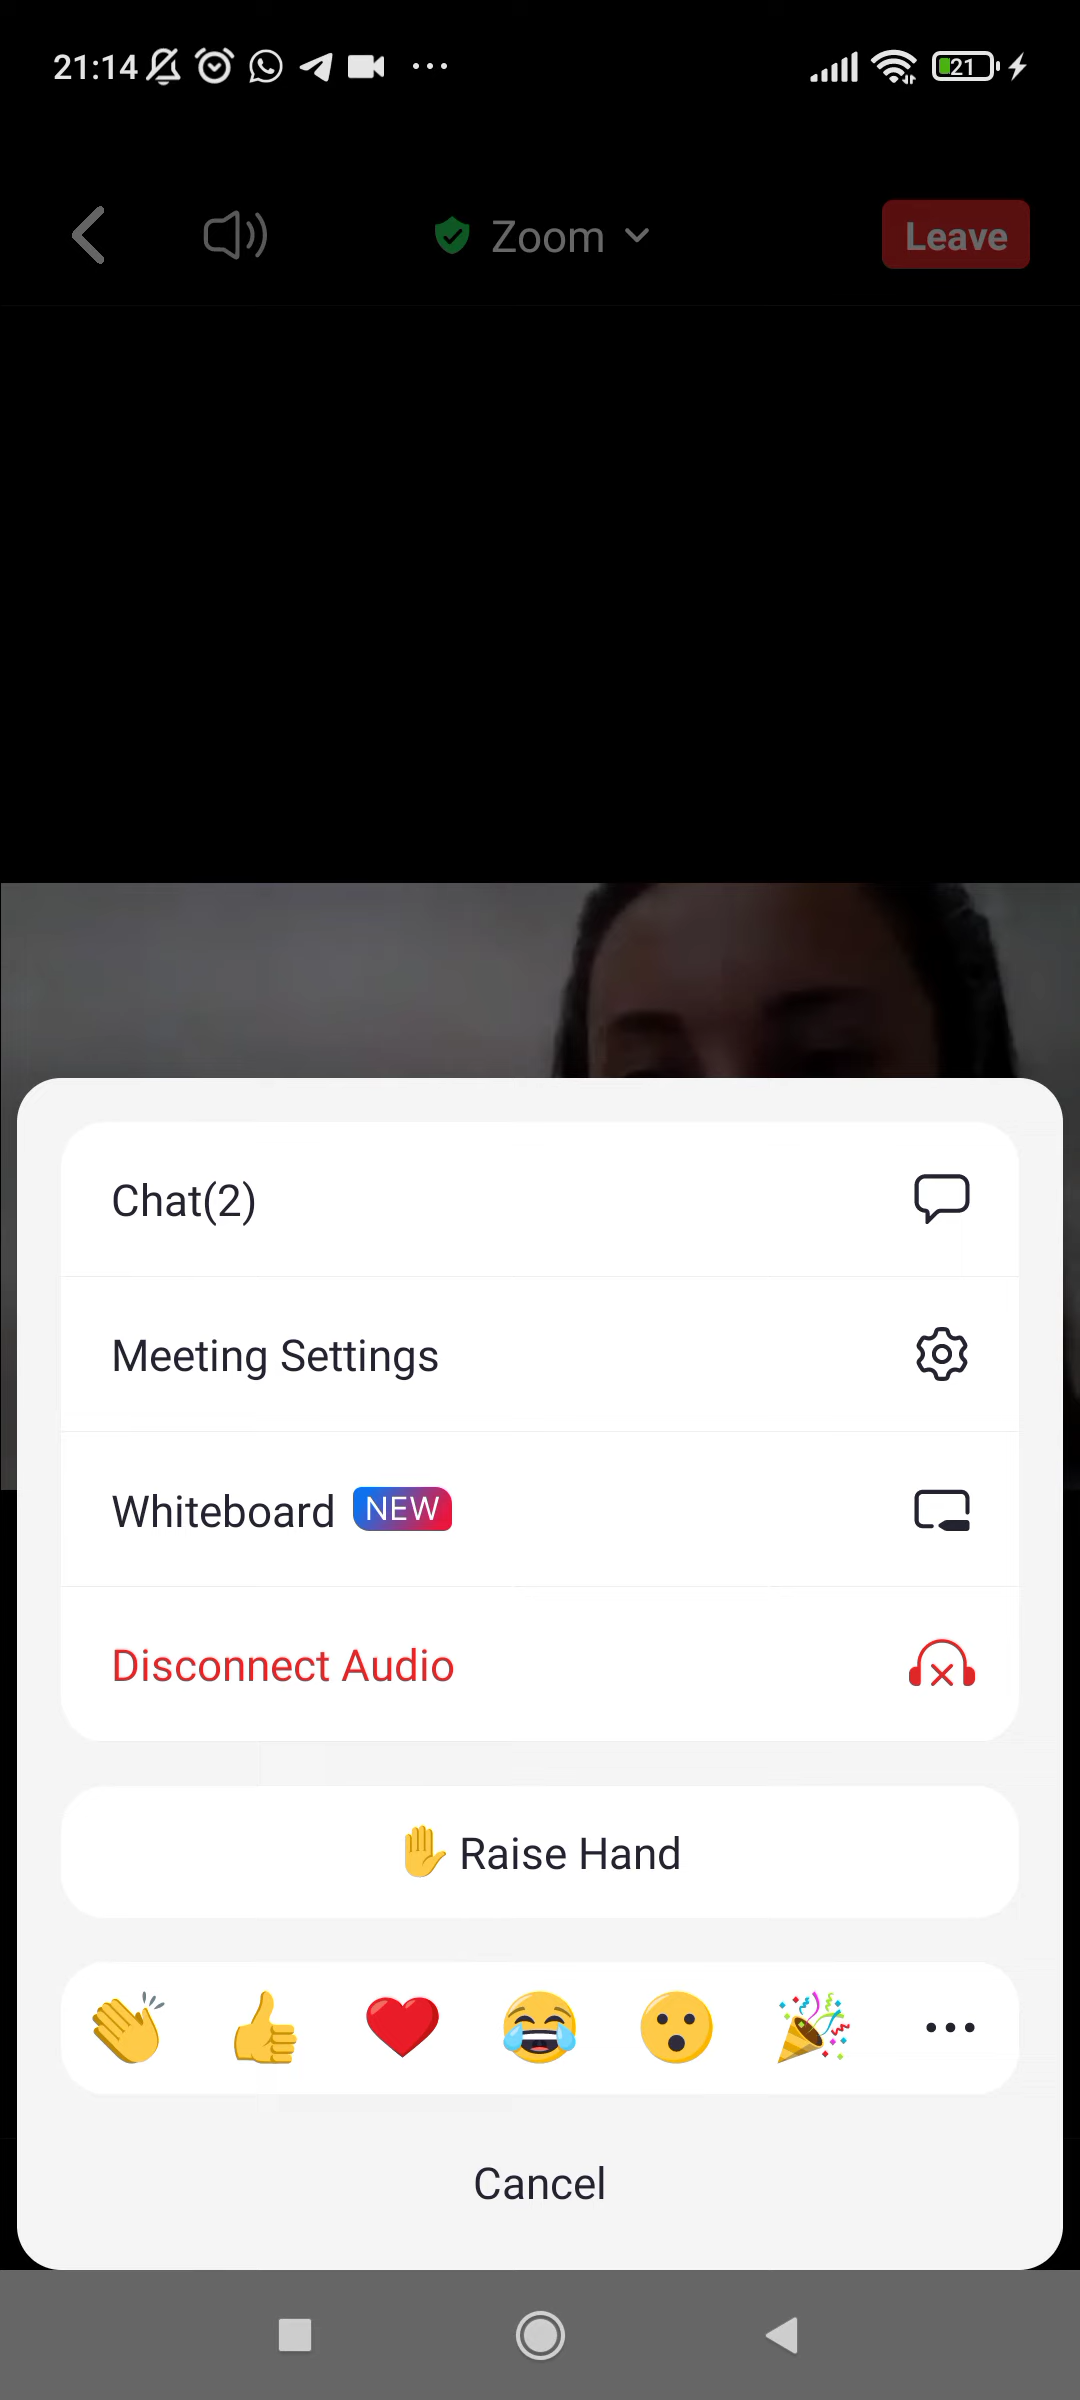 21:14
21
Zoom
Leave
Chat(2)
Meeting Settings
Whiteboard NEW
Disconnect Audio
Raise Hand
Cancel